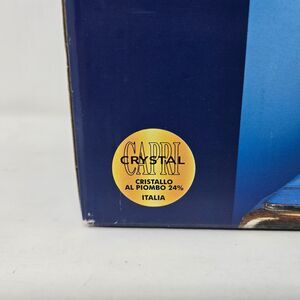 CAPRI
CRYSTAL
CRISTALLO
AL PIOMBO 24%
ITALIA